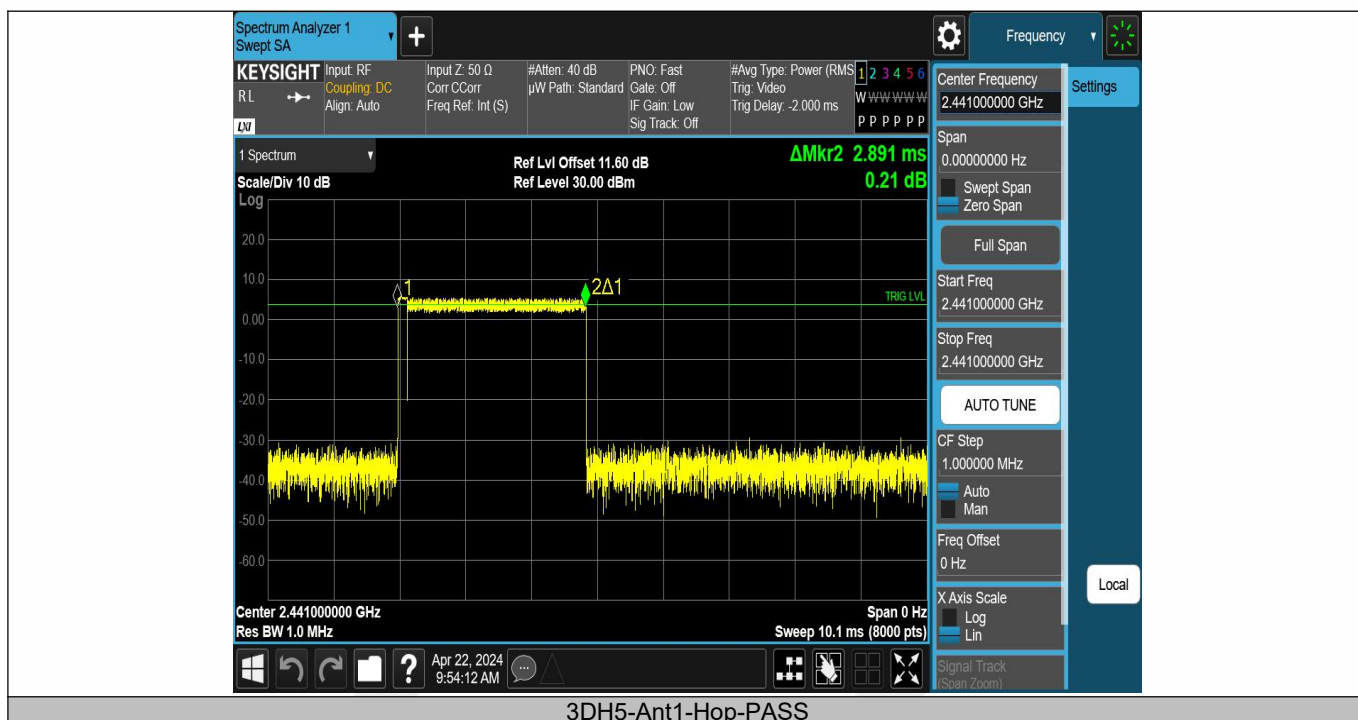 Spectrum Analyzer 1
Swept SA
+
Frequency
KEYSIGHT
R L
LXI
Input: RF
Coupling: DC
Align: Auto
Input Z: 50 Ω
Corr CCorr
Freq Ref: Int (S)
#Atten: 40 dB
µW Path: Standard
PNO: Fast
Gate: Off
IF Gain: Low
Sig Track: Off
#Avg Type: Power (RMS
Trig: Video
Trig Delay: -2.000 ms
1 2 3 4 5 6
W W W W W W
P P P P P P
1 Spectrum
Scale/Div 10 dB
Log
Ref Lvl Offset 11.60 dB
Ref Level 30.00 dBm
ΔMkr2 2.891 ms
0.21 dB
20.0
10.0
0.00
-10.0
-20.0
-30.0
-40.0
-50.0
-60.0
1
2Δ1
TRIG LVL
Center 2.441000000 GHz
Res BW 1.0 MHz
Span 0 Hz
Sweep 10.1 ms (8000 pts)
Center Frequency
2.441000000 GHz
Settings
Span
0.00000000 Hz
Swept Span
Zero Span
Full Span
Start Freq
2.441000000 GHz
Stop Freq
2.441000000 GHz
AUTO TUNE
CF Step
1.000000 MHz
Auto
Man
Freq Offset
0 Hz
X Axis Scale
Log
Lin
Signal Track
(Span Zoom)
Local
?
Apr 22, 2024
9:54:12 AM
3DH5-Ant1-Hop-PASS